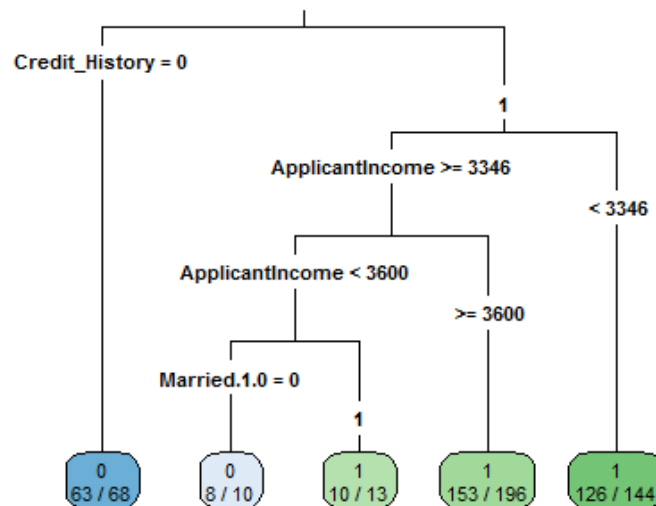 Credit_History = 0
1
ApplicantIncome >= 3346
< 3346
ApplicantIncome < 3600
>= 3600
Married.1.0 = 0
1
0
63 / 68
0
8 / 10
1
10 / 13
1
153 / 196
1
126 / 144